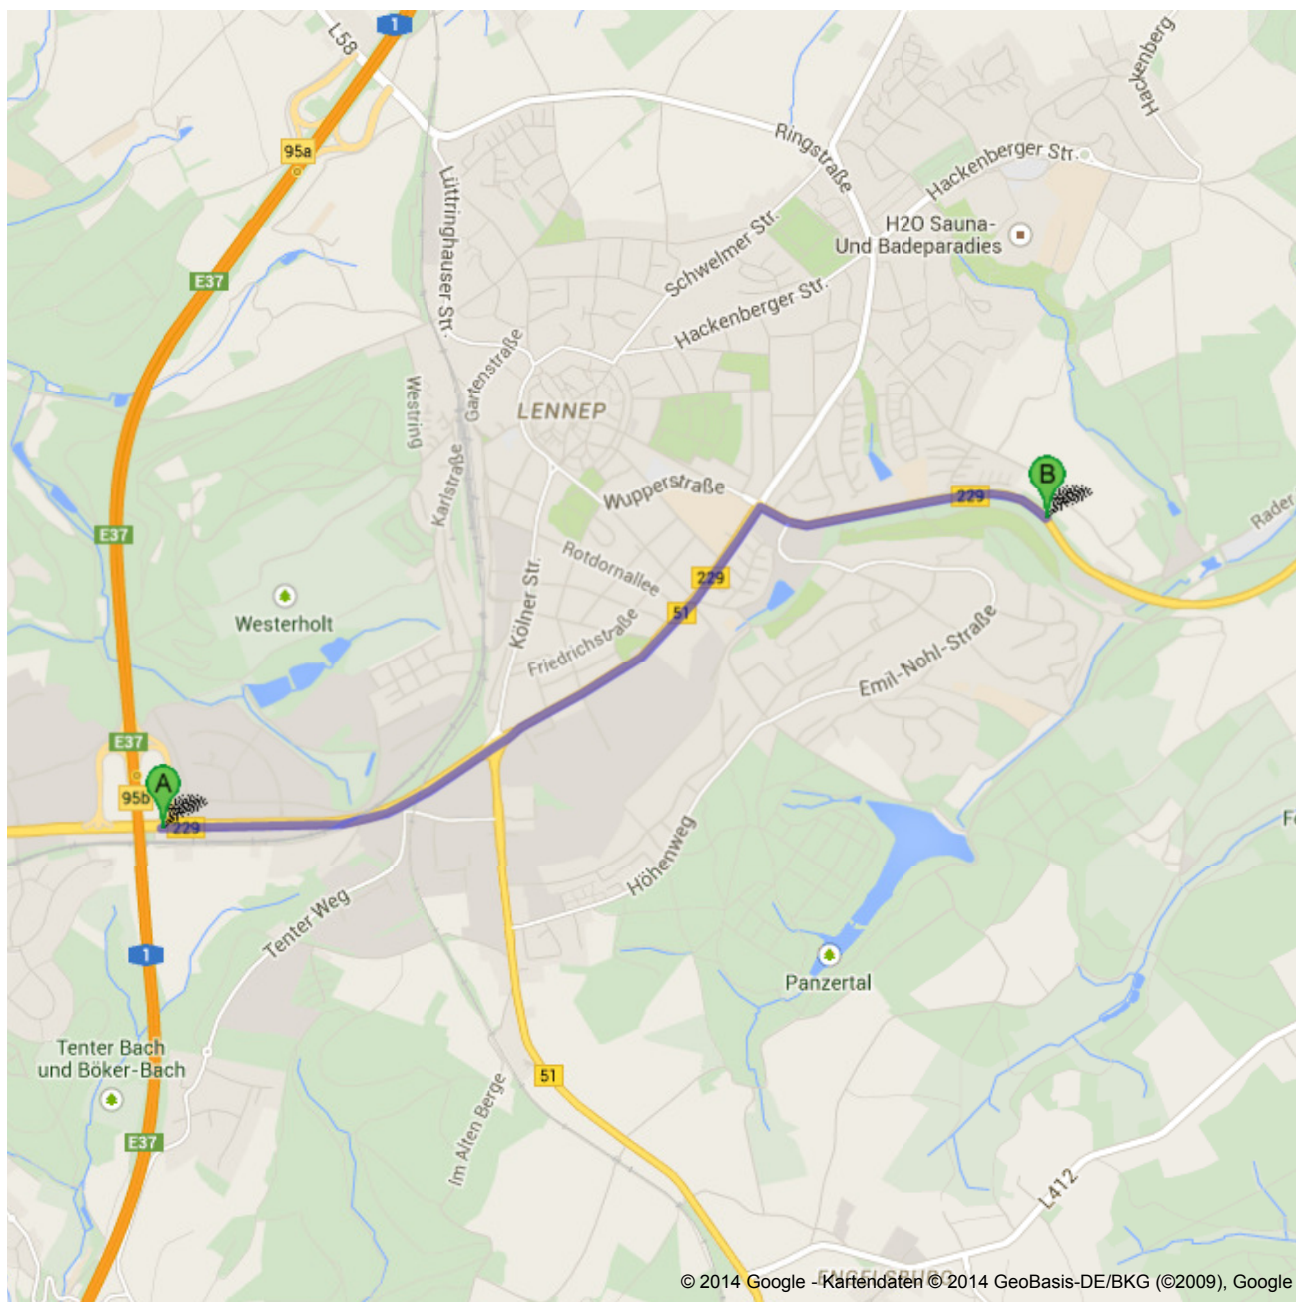 1
L58
Hackenberg
95a
Ringstraße
Hackenberger Str.
Lüttringhauser Str.
H2O Sauna-
Und Badeparadies
Schwelmer Str.
E37
Hackenberger Str.
Gartenstraße
Westring
LENNEP
Karlstraße
Wupperstraße
B
229
Rader
E37
Rotdornallee
229
Kölner Str.
51
Westerholt
Friedrichstraße
Emil-Nohl-Straße
E37
A
95b
229
Höhenweg
Tenter Weg
1
Panzertal
Tenter Bach
und Böker-Bach
51
Im Alten Berge
E37
L412
ENGELSBURG
© 2014 Google - Kartendaten © 2014 GeoBasis-DE/BKG (©2009), Google